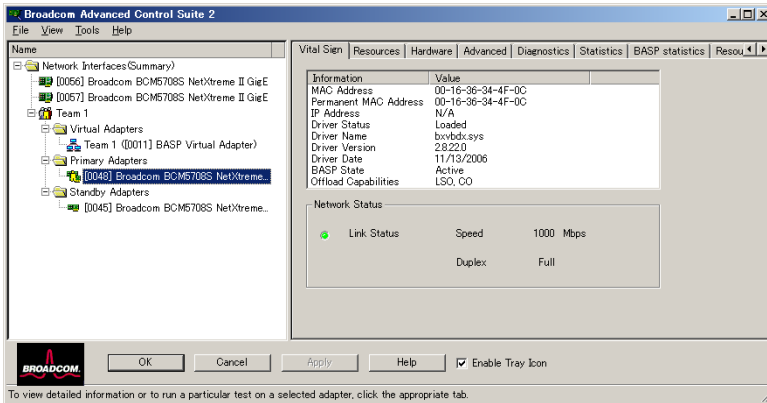 Broadcom Advanced Control Suite 2
File View Tools Help
Name
Network Interfaces(Summary)
[0056] Broadcom BCM5708S NetXtreme II GigE
[0057] Broadcom BCM5708S NetXtreme II GigE
Team 1
Virtual Adapters
Team 1 ([0011] BASP Virtual Adapter)
Primary Adapters
[0048] Broadcom BCM5708S NetXtreme...
Standby Adapters
[0045] Broadcom BCM5708S NetXtreme...
Vital Sign Resources Hardware Advanced Diagnostics Statistics BASP statistics Resou
Information Value
MAC Address 00-16-36-34-4F-0C
Permanent MAC Address 00-16-36-34-4F-0C
IP Address N/A
Driver Status Loaded
Driver Name bxvbdx.sys
Driver Version 2.8.22.0
Driver Date 11/13/2006
BASP State Active
Offload Capabilities LSO, CO
Network Status
Link Status Speed 1000 Mbps
Duplex Full
BROADCOM.
OK Cancel Apply Help Enable Tray Icon
To view detailed information or to run a particular test on a selected adapter, click the appropriate tab.